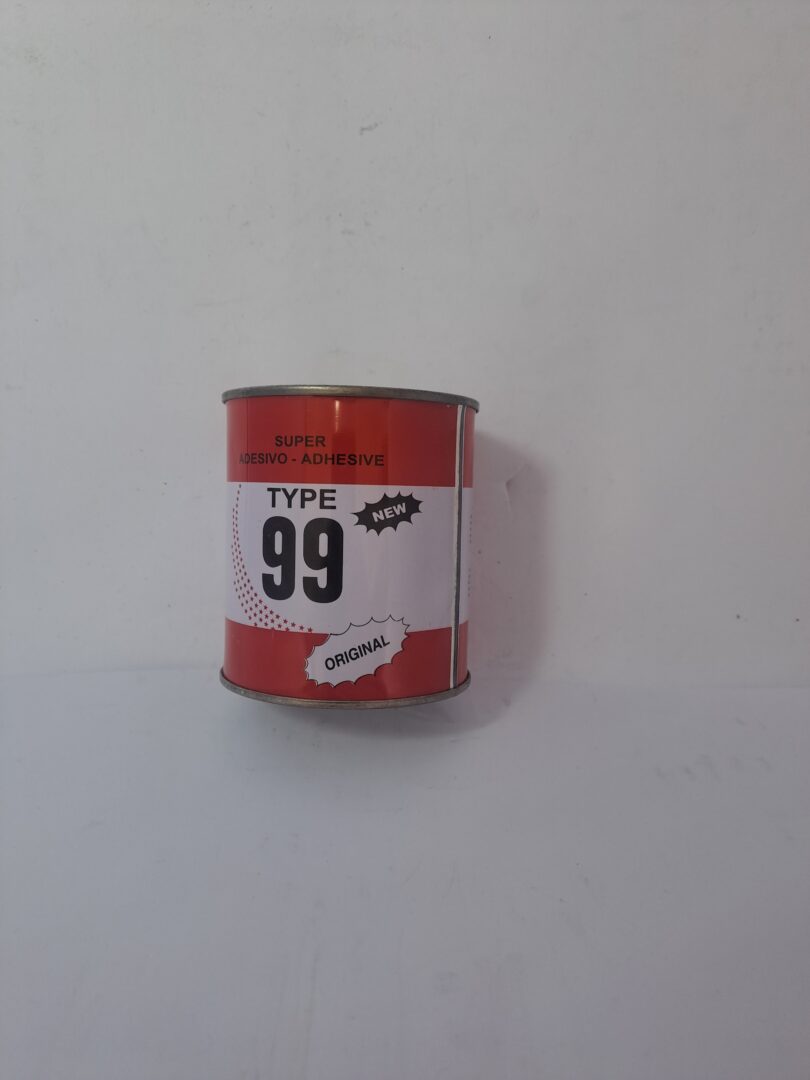 SUPER
ADESIVO - ADHESIVE
TYPE
NEW
99
ORIGINAL